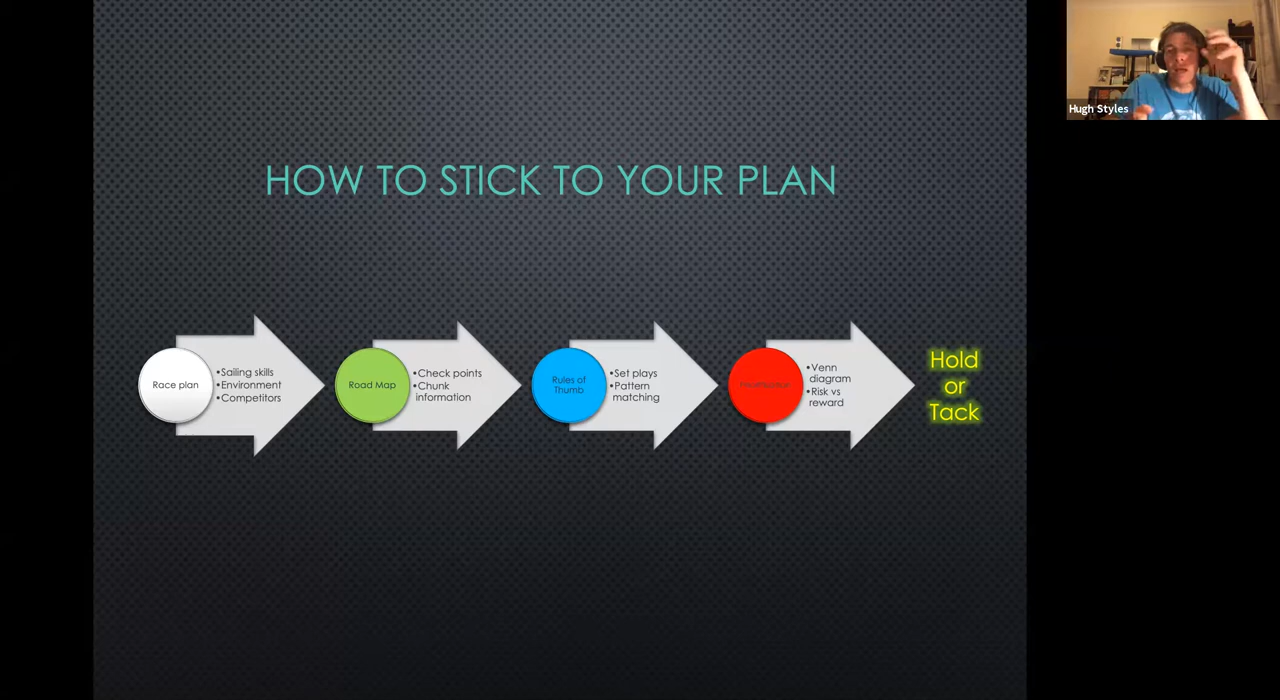 Hugh Styles
HOW TO STICK TO YOUR PLAN
Race plan
•Sailing skills
•Environment
•Competitors
Road Map
•Check points
•Chunk
information
Rules of
Thumb
•Set plays
•Pattern
matching
•Venn
diagram
•Risk vs
reward
Hold
or
Tack